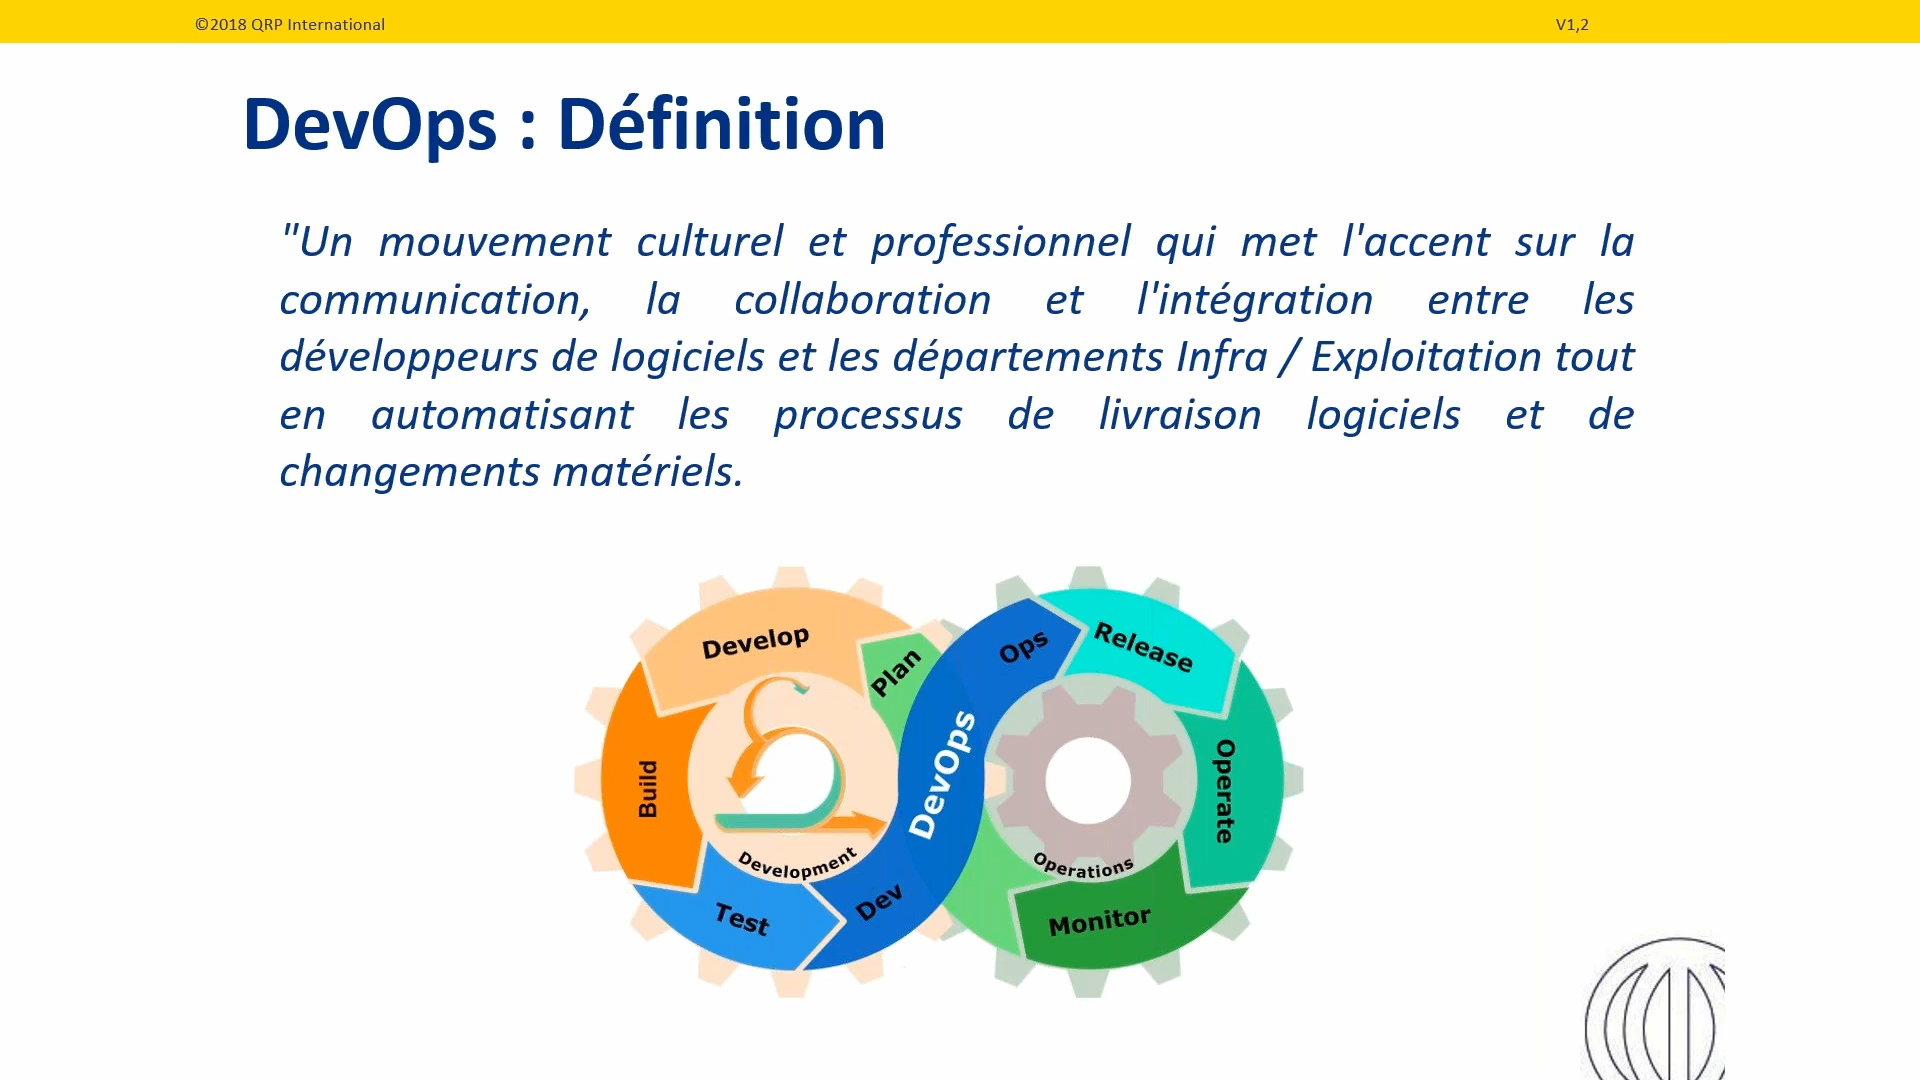 ©2018 QRP International
V1,2
DevOps : Définition
"Un mouvement culturel et professionnel qui met l'accent sur la
communication, la collaboration et l'intégration entre les
développeurs de logiciels et les départements Infra / Exploitation tout
en automatisant les processus de livraison logiciels et de
changements matériels.
Develop
Plan
Build
Test
Development
Dev
DevOps
Ops
Release
Operate
Monitor
Operations